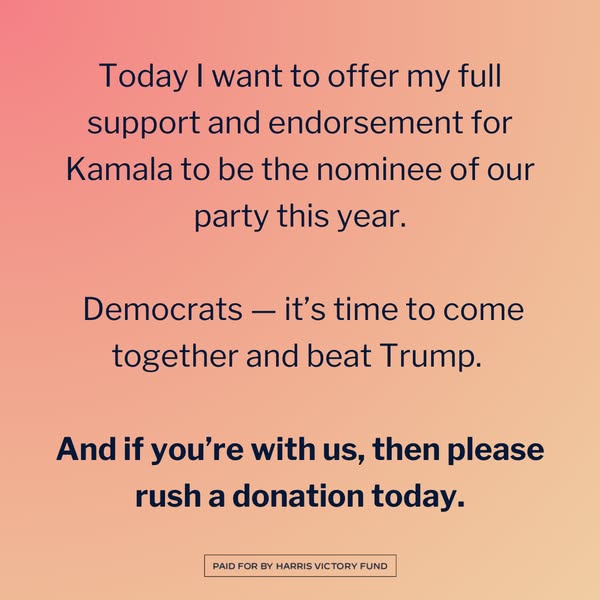 Today I want to offer my full
support and endorsement for
Kamala to be the nominee of our
party this year.
Democrats — it’s time to come
together and beat Trump.
And if you’re with us, then please
rush a donation today.
PAID FOR BY HARRIS VICTORY FUND